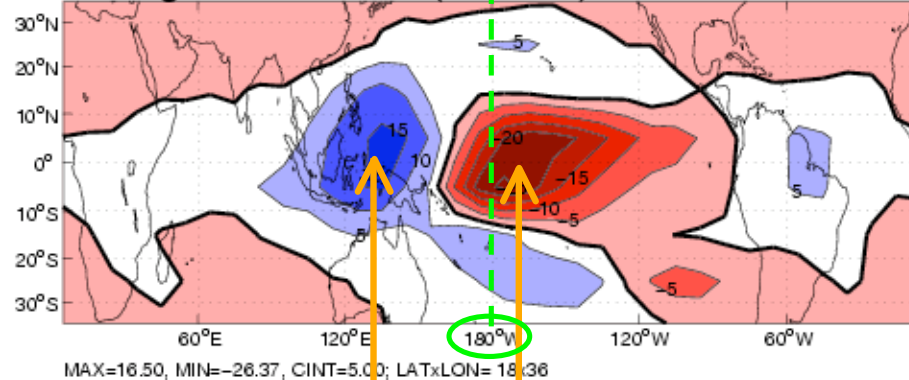 30°N
20°N
10°N
0°
10°S
20°S
30°S
5
15
10
-20
-15
-10
-5
5
5
-5
60°E
120°E
180°W
120°W
60°W
MAX=16.50, MIN=-26.37, CINT=5.00; LATxLON= 18x36